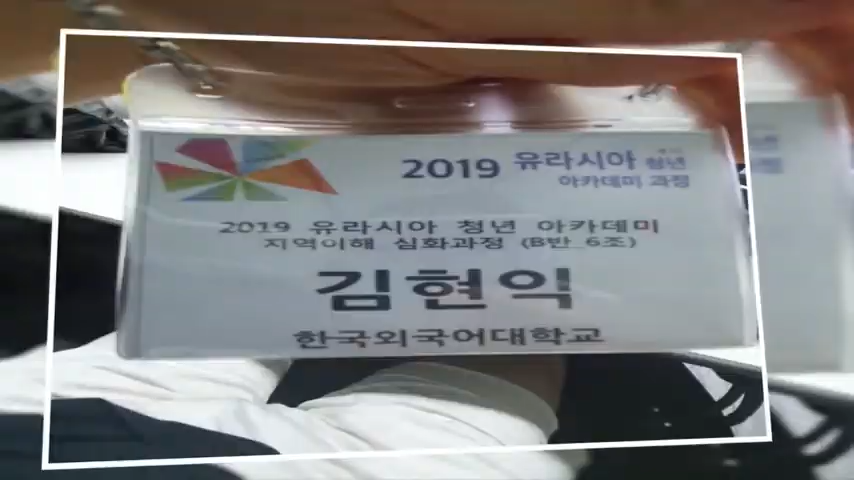 2019 유라시아 청년
아카데미 과정
2019 유라시아 청년 아카데미
지역이해 심화과정 (B반 6조)
김현익
한국외국어대학교